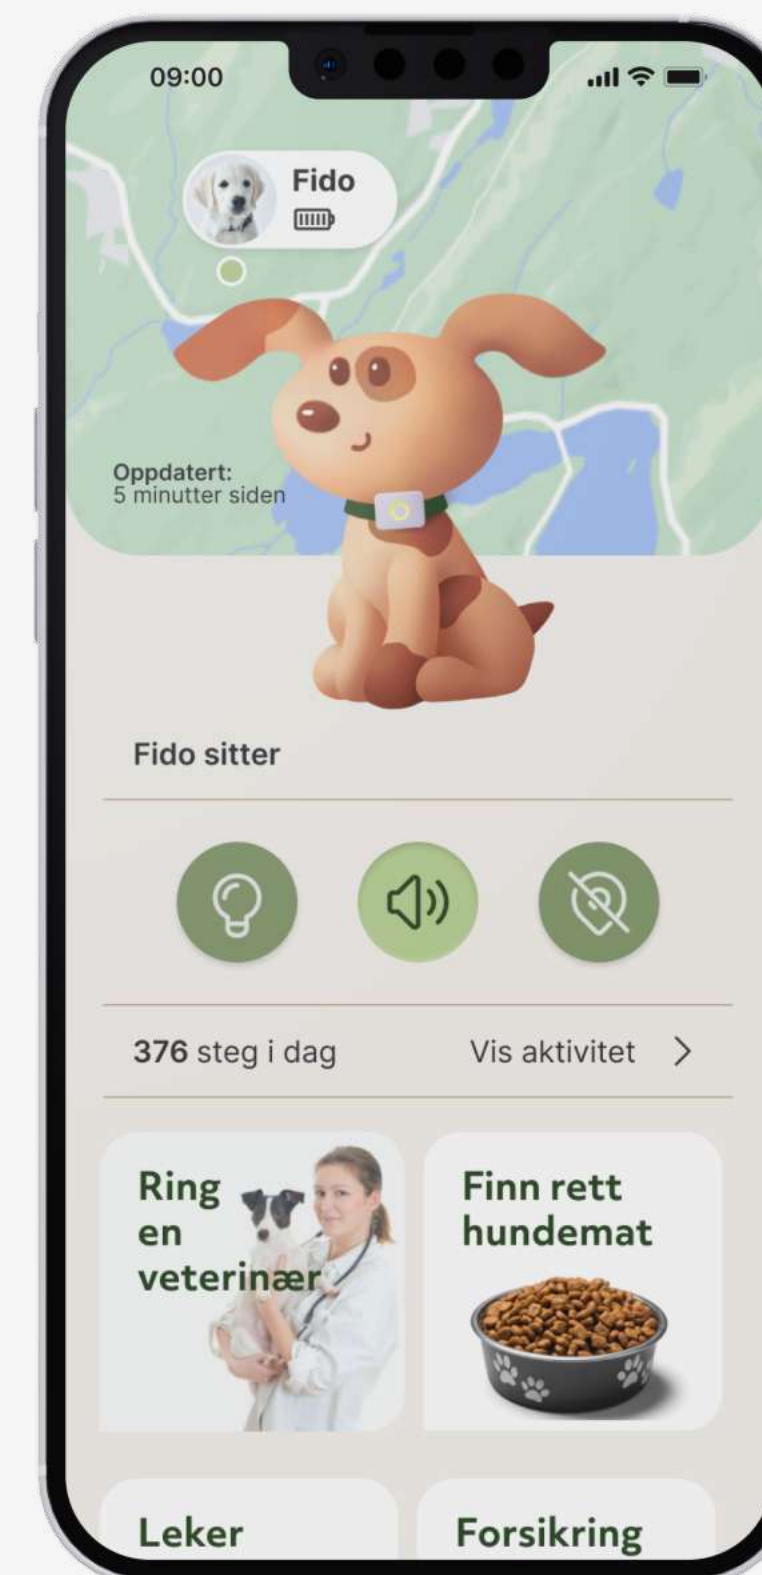 09:00
Fido
Oppdatert:
5 minutter siden
Fido sitter
376 steg i dag
Vis aktivitet
Ring
en
veterinær
Finn rett
hundemat
Leker
Forsikring